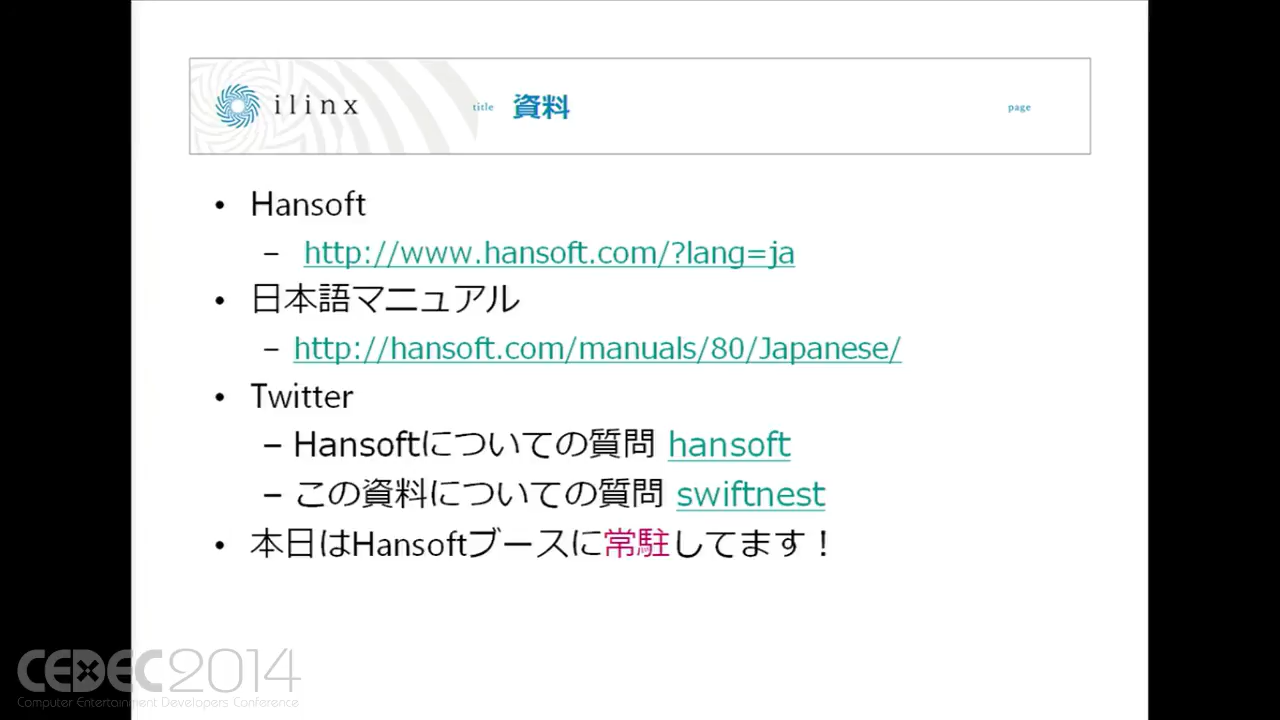 ilinx
title 資料
page
• Hansoft
– http://www.hansoft.com/?lang=ja
• 日本語マニュアル
– http://hansoft.com/manuals/80/Japanese/
• Twitter
– Hansoftについての質問 hansoft
– この資料についての質問 swiftnest
• 本日はHansoftブースに常駐してます！
CEDEC2014
Computer Entertainment Developers Conference